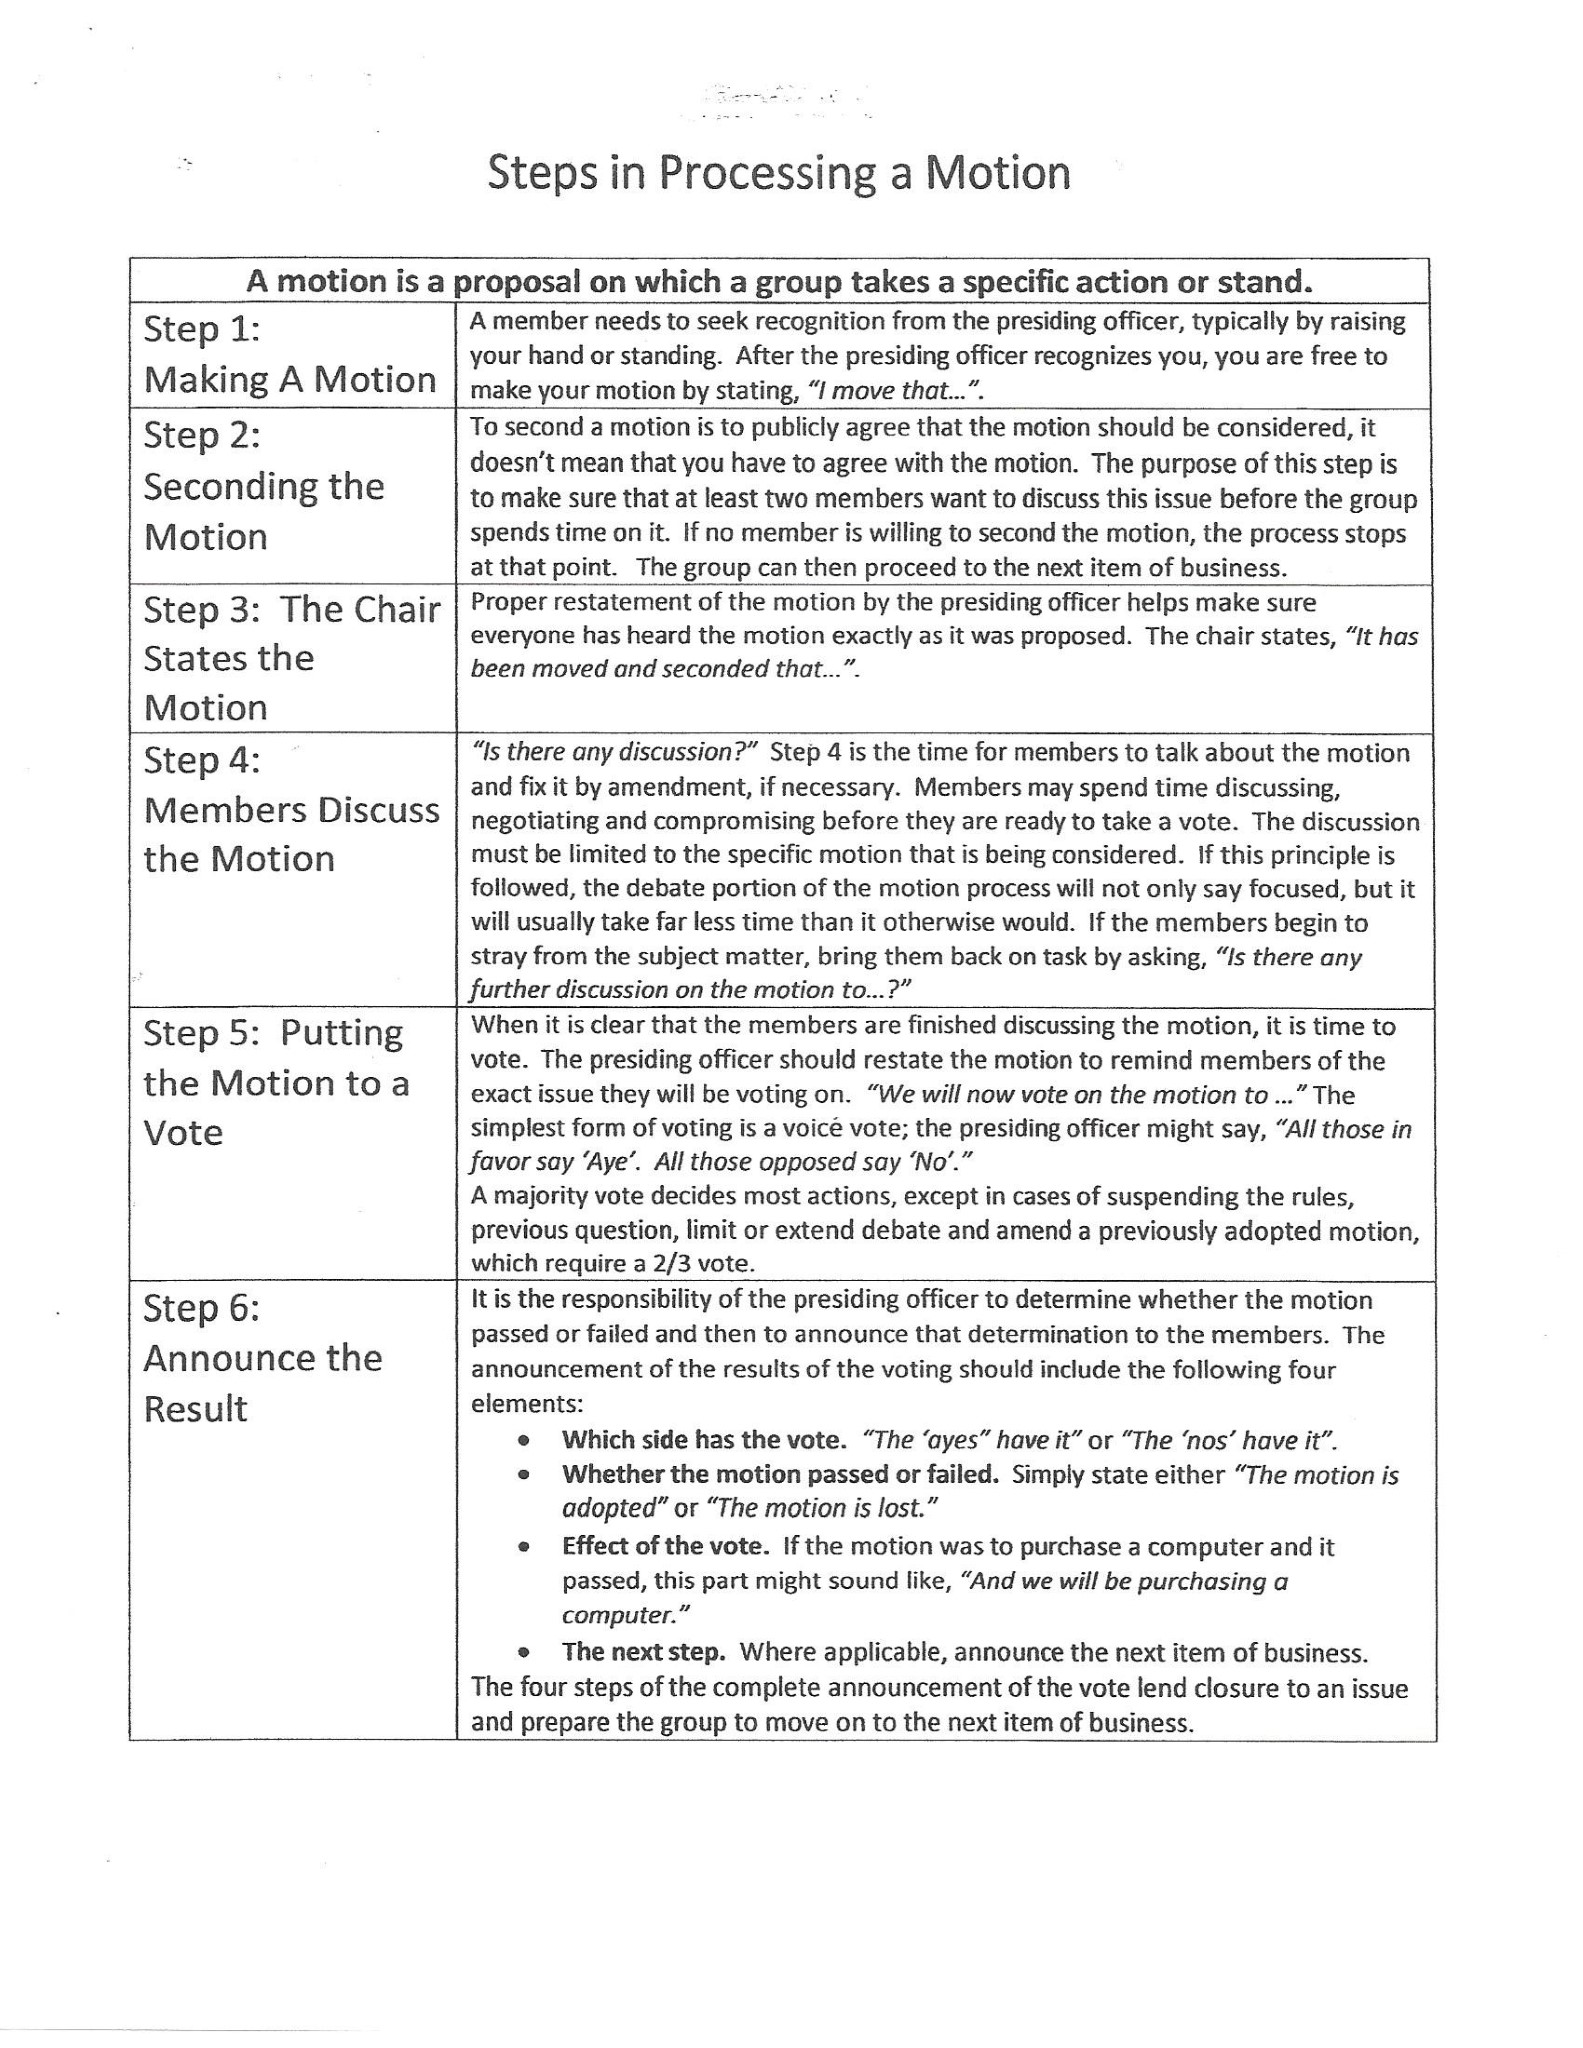 Steps in Processing a Motion
A motion is a proposal on which a group takes a specific action or stand.
Step 1:
Making A Motion
A member needs to seek recognition from the presiding officer, typically by raising
your hand or standing.  After the presiding officer recognizes you, you are free to
make your motion by stating, “I move that...”.
Step 2:
Seconding the
Motion
To second a motion is to publicly agree that the motion should be considered, it
doesn’t mean that you have to agree with the motion.  The purpose of this step is
to make sure that at least two members want to discuss this issue before the group
spends time on it.  If no member is willing to second the motion, the process stops
at that point.   The group can then proceed to the next item of business.
Step 3:  The Chair
States the
Motion
Proper restatement of the motion by the presiding officer helps make sure
everyone has heard the motion exactly as it was proposed.  The chair states, “It has
been moved and seconded that...”.
Step 4:
Members Discuss
the Motion
“Is there any discussion?”  Step 4 is the time for members to talk about the motion
and fix it by amendment, if necessary.  Members may spend time discussing,
negotiating and compromising before they are ready to take a vote.  The discussion
must be limited to the specific motion that is being considered.  If this principle is
followed, the debate portion of the motion process will not only say focused, but it
will usually take far less time than it otherwise would.  If the members begin to
stray from the subject matter, bring them back on task by asking, “Is there any
further discussion on the motion to...?”
Step 5:  Putting
the Motion to a
Vote
When it is clear that the members are finished discussing the motion, it is time to
vote.  The presiding officer should restate the motion to remind members of the
exact issue they will be voting on.  “We will now vote on the motion to ...” The
simplest form of voting is a voice vote; the presiding officer might say, “All those in
favor say ‘Aye’.  All those opposed say ‘No’.”
A majority vote decides most actions, except in cases of suspending the rules,
previous question, limit or extend debate and amend a previously adopted motion,
which require a 2/3 vote.
Step 6:
Announce the
Result
It is the responsibility of the presiding officer to determine whether the motion
passed or failed and then to announce that determination to the members.  The
announcement of the results of the voting should include the following four
elements:
• Which side has the vote.  “The ‘ayes” have it” or “The ‘nos’ have it”.
• Whether the motion passed or failed.  Simply state either “The motion is
adopted” or “The motion is lost.”
• Effect of the vote.  If the motion was to purchase a computer and it
passed, this part might sound like, “And we will be purchasing a
computer.”
• The next step.  Where applicable, announce the next item of business.
The four steps of the complete announcement of the vote lend closure to an issue
and prepare the group to move on to the next item of business.